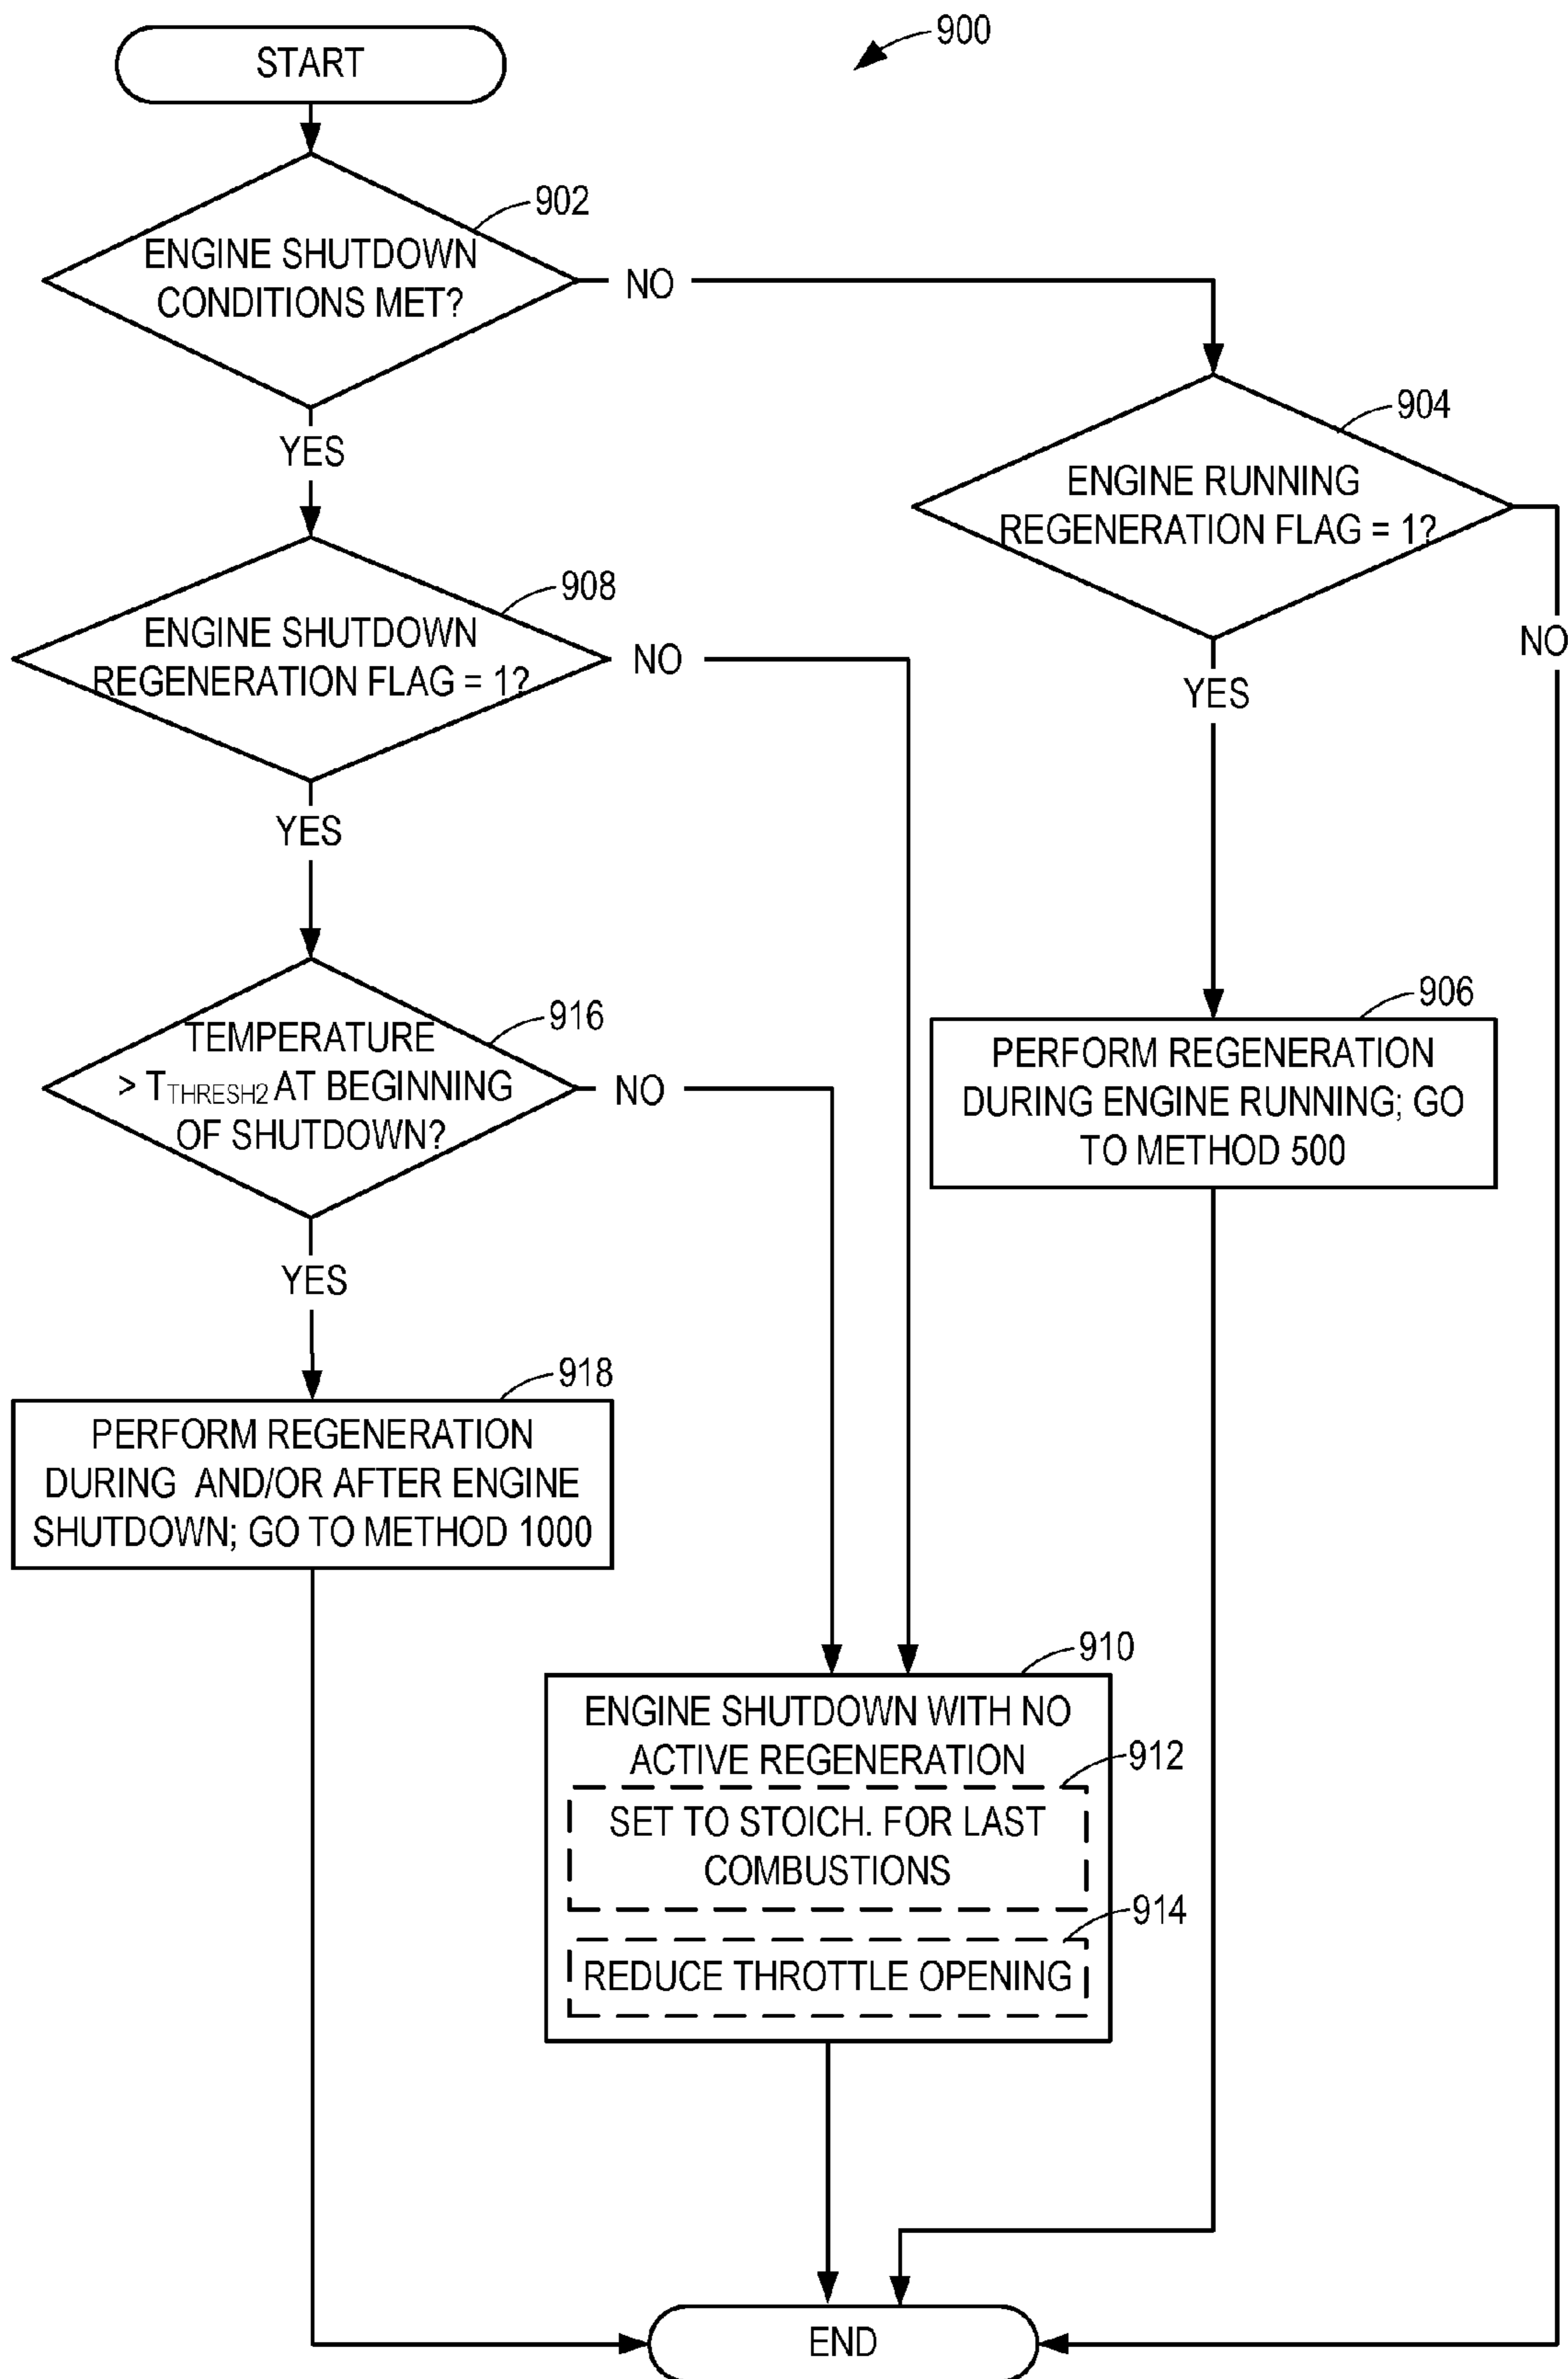 900
START
902
ENGINE SHUTDOWN
CONDITIONS MET?
NO
YES
904
ENGINE RUNNING
REGENERATION FLAG = 1?
NO
YES
908
ENGINE SHUTDOWN
REGENERATION FLAG = 1?
NO
YES
916
TEMPERATURE
> TTHRESH2 AT BEGINNING
OF SHUTDOWN?
NO
YES
906
PERFORM REGENERATION
DURING ENGINE RUNNING; GO
TO METHOD 500
918
PERFORM REGENERATION
DURING AND/OR AFTER ENGINE
SHUTDOWN; GO TO METHOD 1000
910
ENGINE SHUTDOWN WITH NO
ACTIVE REGENERATION
912
SET TO STOICH. FOR LAST
COMBUSTIONS
914
REDUCE THROTTLE OPENING
END